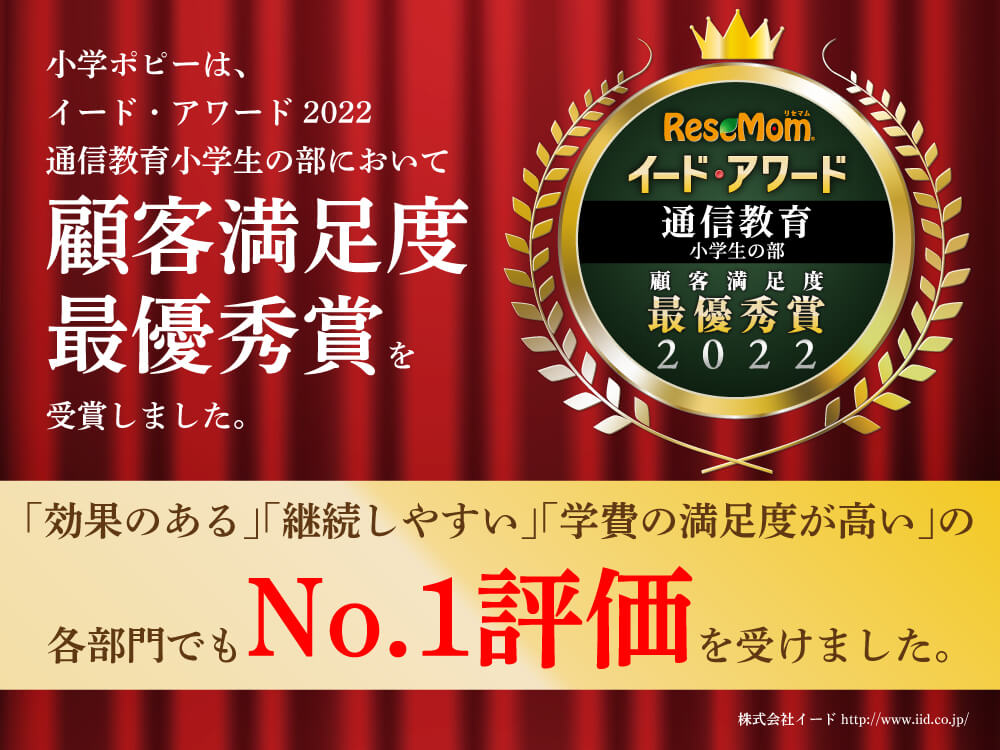 小学ポピーは、
イード・アワード 2022
通信教育小学生の部において
顧客満足度
最優秀賞を
受賞しました。
リセマム
ReseMom®
イード・アワード
通信教育
小学生の部
顧客満足度
最優秀賞
2022
「効果のある」「継続しやすい」「学費の満足度が高い」の
各部門でもNo.1評価を受けました。
株式会社イード http://www.iid.co.jp/